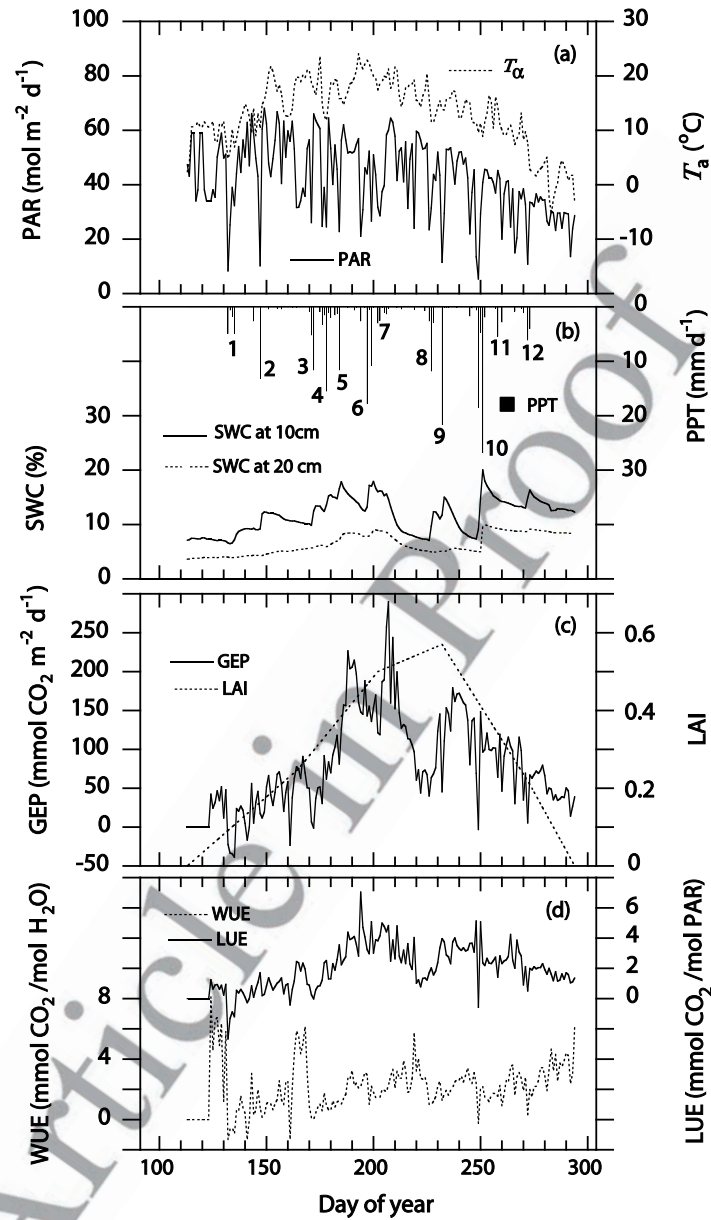 100
80
60
40
20
0
PAR (mol m⁻² d⁻¹)
(a)
Tα
PAR
30
20
10
0
-10
-20
Ta (°C)
(b)
1
2
3
4
5
6
7
8
9
10
11
12
PPT
SWC at 10cm
SWC at 20 cm
30
20
10
0
SWC (%)
0
10
20
30
PPT (mm d⁻¹)
(c)
GEP
LAI
250
200
150
100
50
0
-50
GEP (mmol CO₂ m⁻² d⁻¹)
0.6
0.4
0.2
0
LAI
(d)
WUE
LUE
8
4
0
WUE (mmol CO₂ /mol H₂O)
6
4
2
0
LUE (mmol CO₂ /mol PAR)
100 150 200 250 300
Day of year
Article in Proof